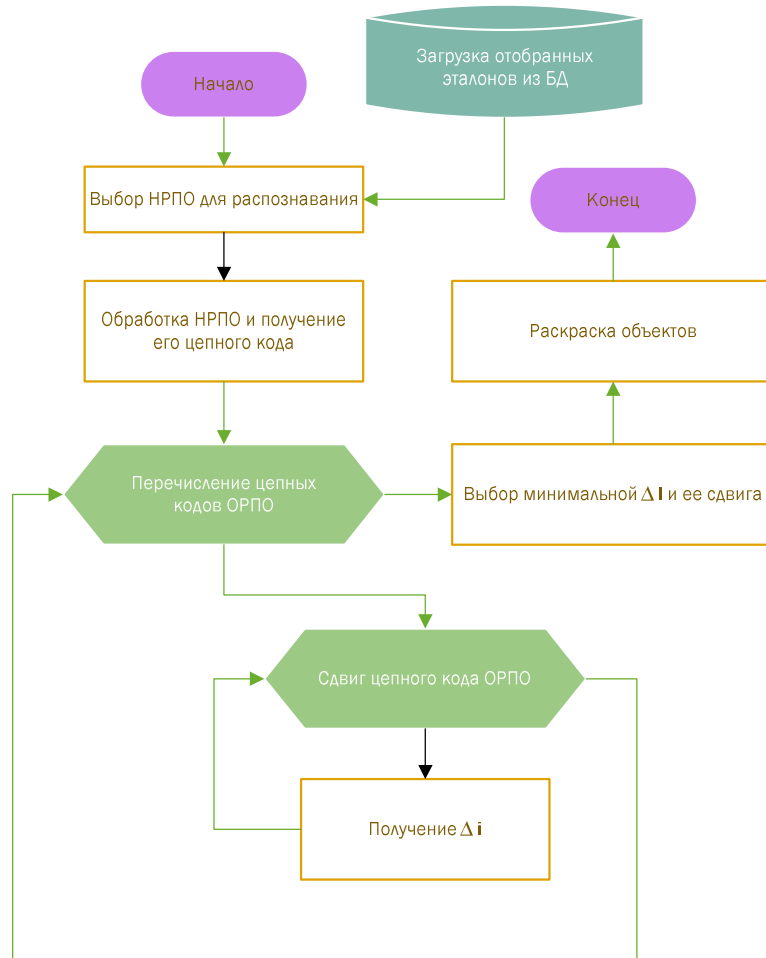 Загрузка отобранных
эталонов из БД
Начало
Выбор НРПО для распознавания
Конец
Обработка НРПО и получение
его цепного кода
Раскраска объектов
Перечисление цепных
кодов ОРПО
Выбор минимальной Δ I и ее сдвига
Сдвиг цепного кода ОРПО
Получение Δ i